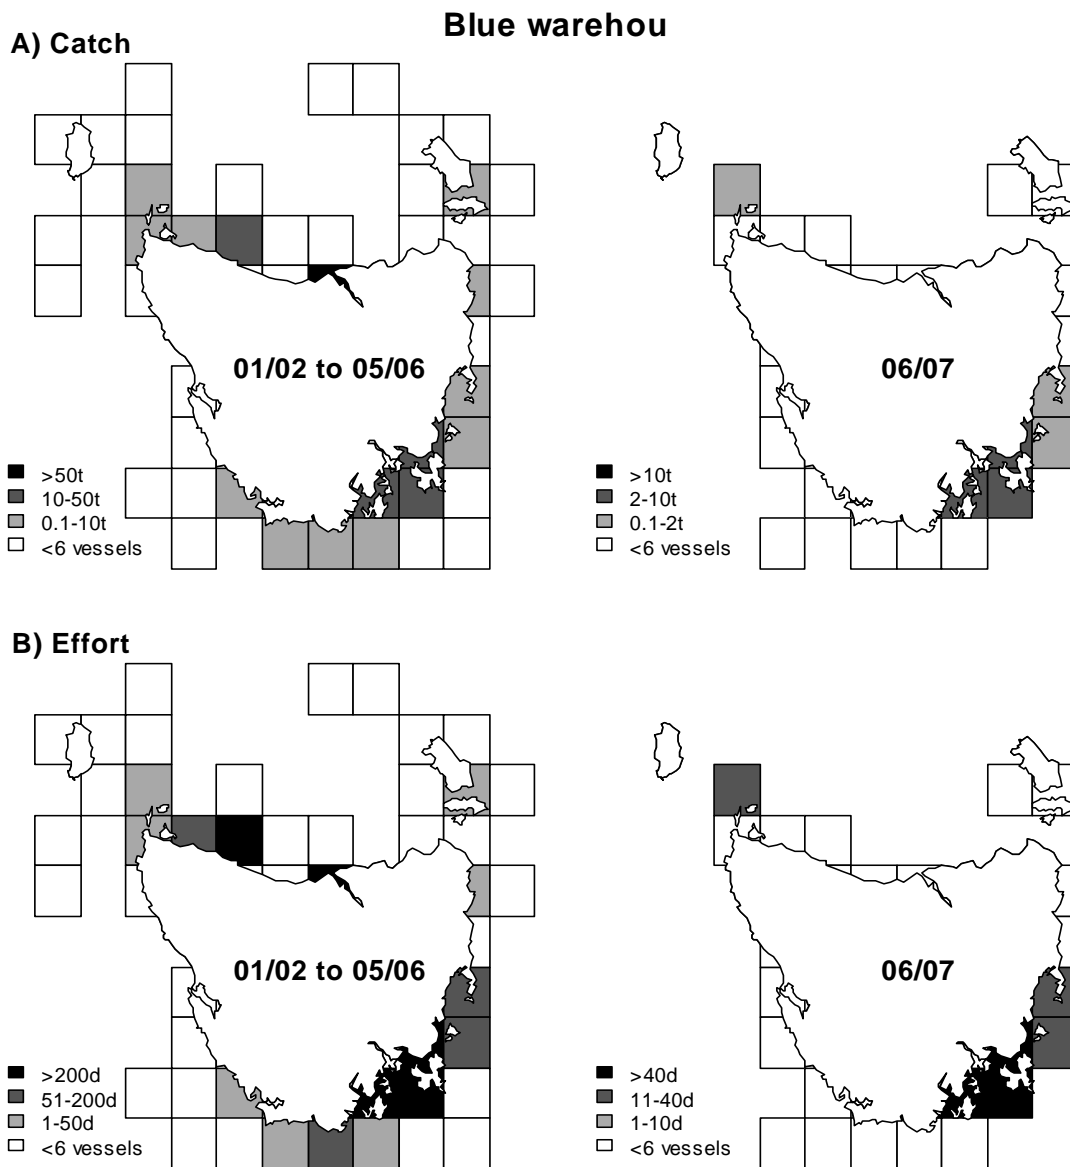 Blue warehou
A) Catch
01/02 to 05/06
06/07
>50t
10-50t
0.1-10t
<6 vessels
>10t
2-10t
0.1-2t
<6 vessels
B) Effort
01/02 to 05/06
06/07
>200d
51-200d
1-50d
<6 vessels
>40d
11-40d
1-10d
<6 vessels